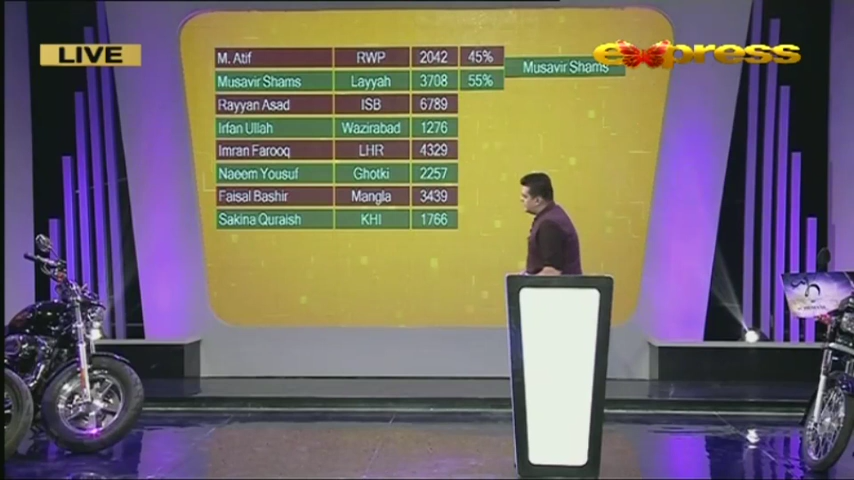 LIVE
express
M. Atif RWP 2042 45%
Musavir Shams
Musavir Shams Layyah 3708 55%
Rayyan Asad ISB 6789
Irfan Ullah Wazirabad 1276
Imran Farooq LHR 4329
Naeem Yousuf Ghotki 2257
Faisal Bashir Mangla 3439
Sakina Quraish KHI 1766